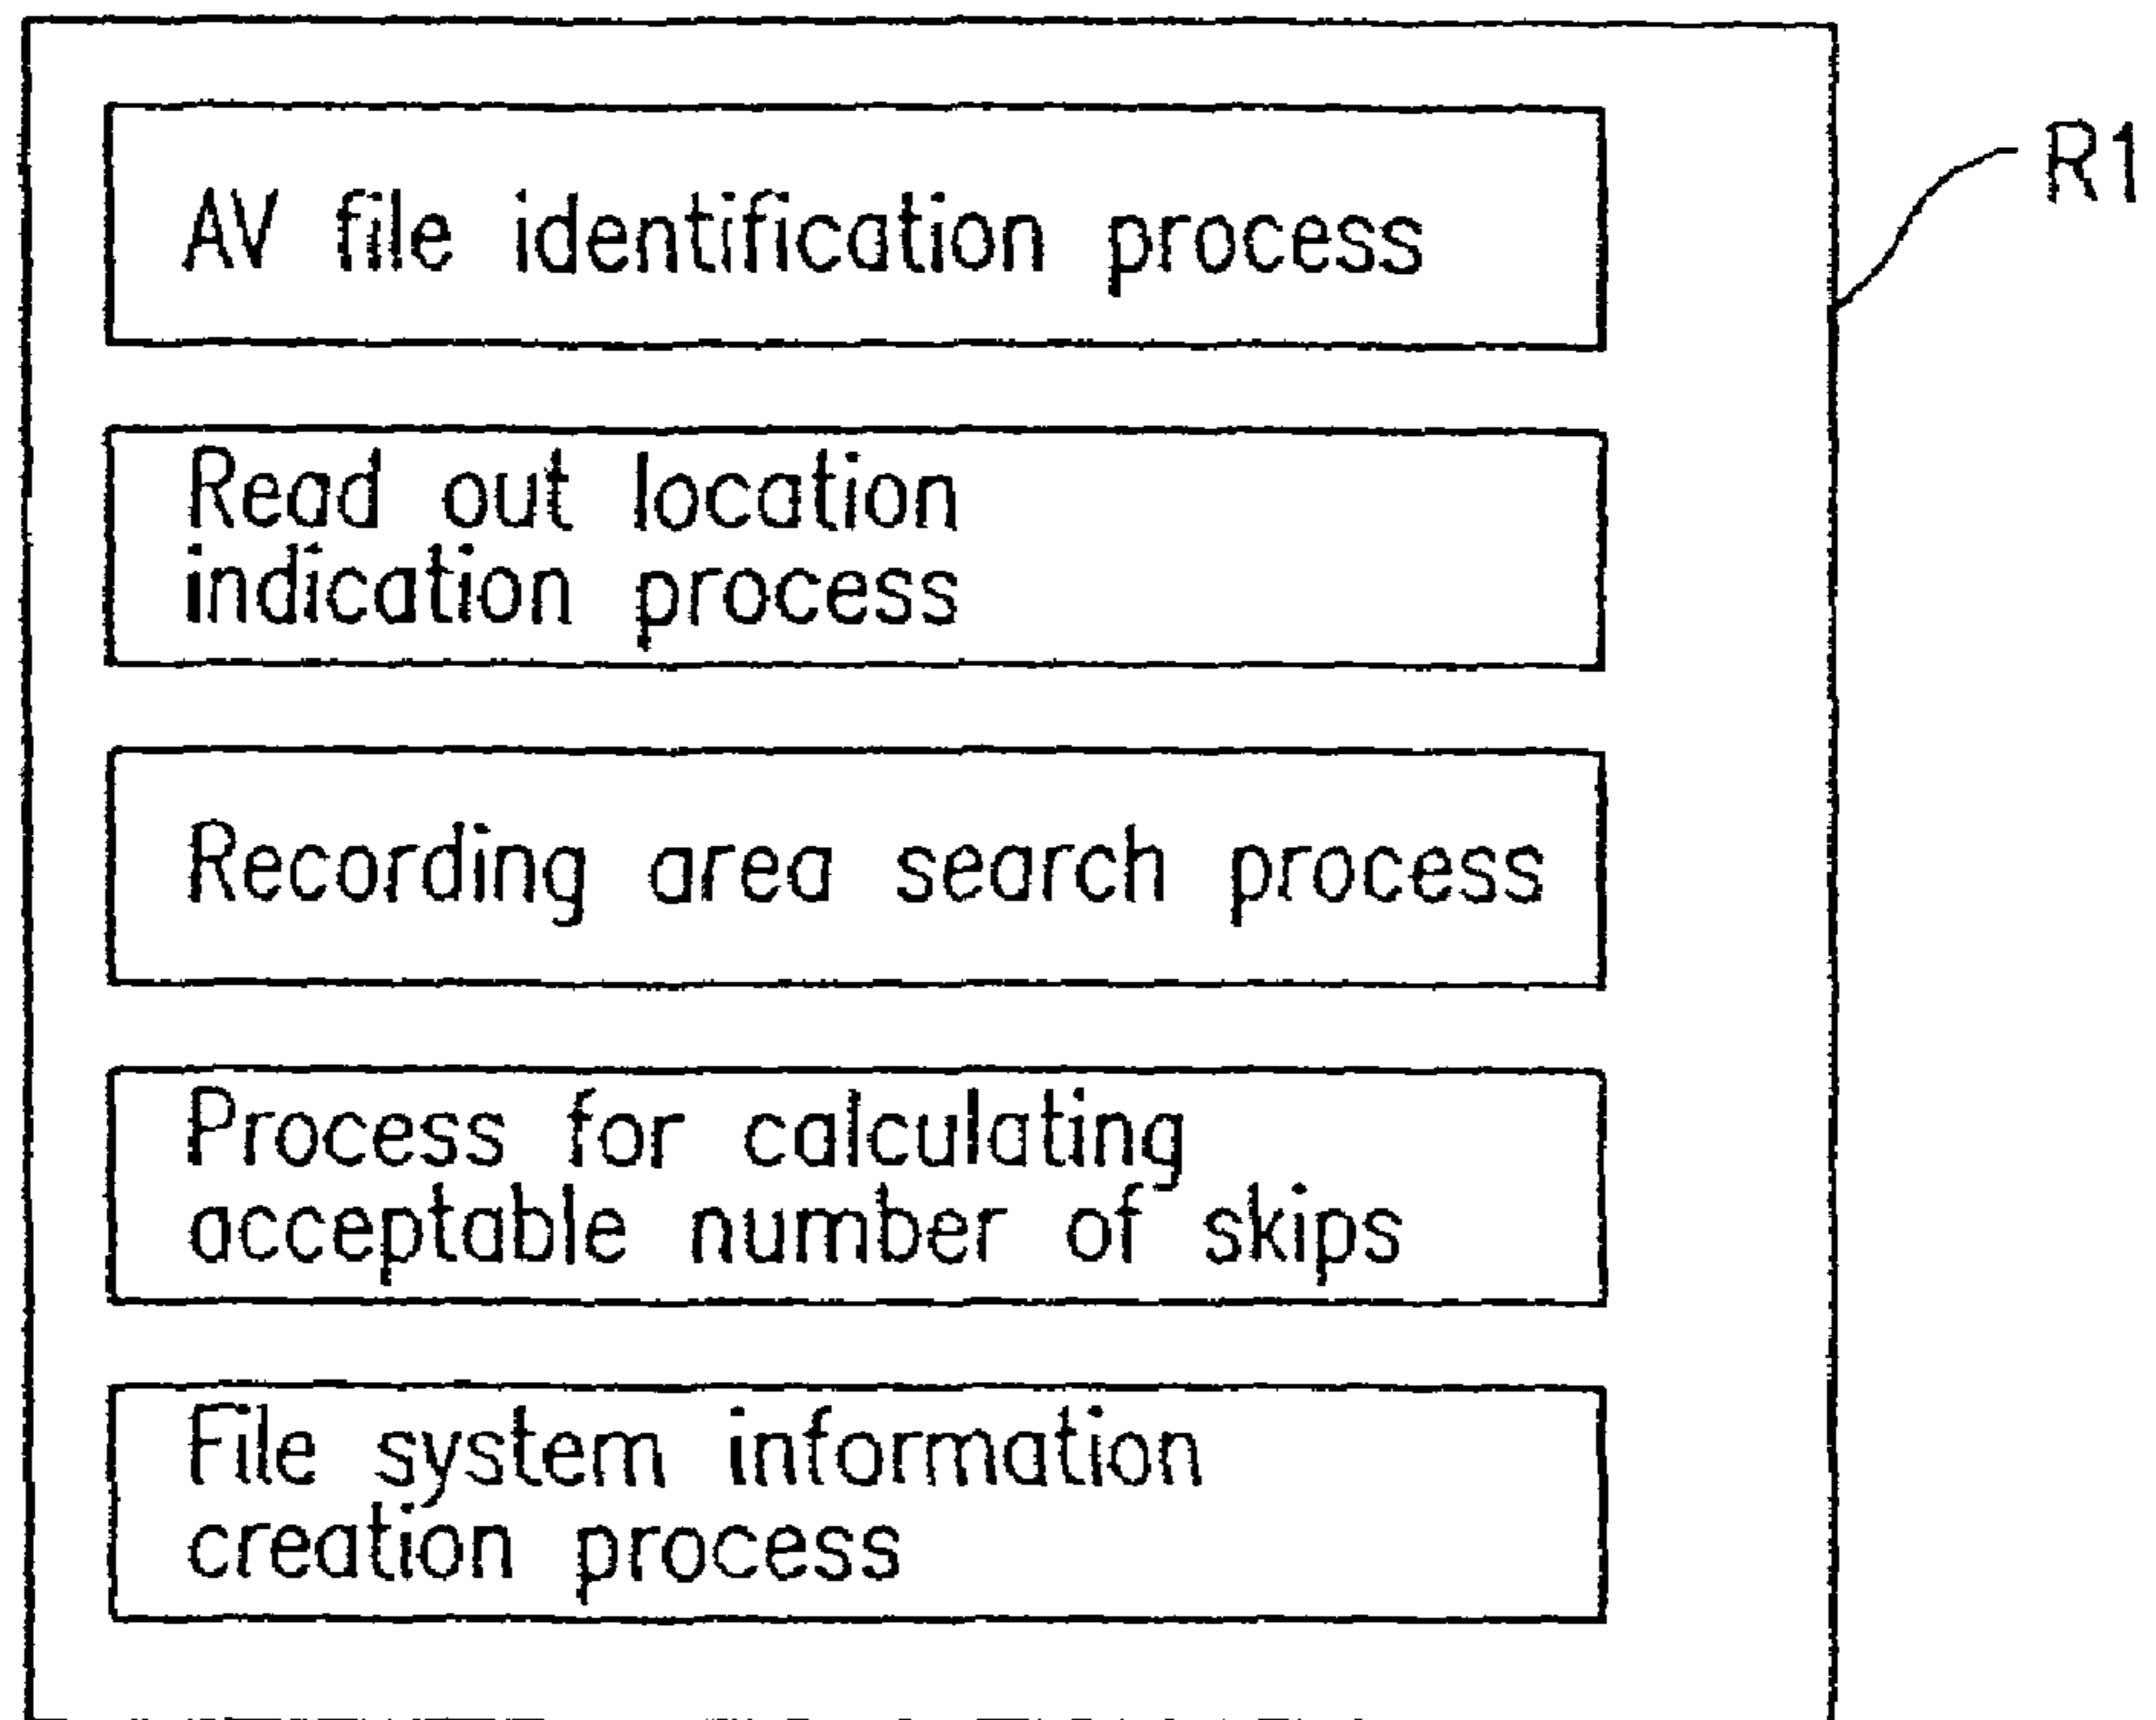 AV file identification process
R1
Read out location
indication process
Recording area search process
Process for calculating
acceptable number of skips
File system information
creation process